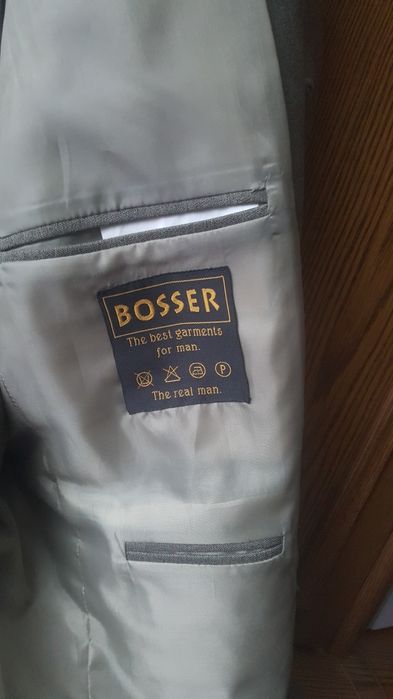 BOSSER
The best garments
for man.
P
The real man.